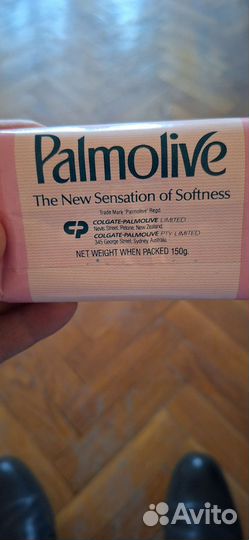 Palmolive
The New Sensation of Softness
Trade Mark "Palmolive" Regd.
CP
COLGATE-PALMOLIVE LIMITED
Nevis Street, Petone, New Zealand.
COLGATE-PALMOLIVE PTY LIMITED
345 George Street, Sydney, Australia.
NET WEIGHT WHEN PACKED 150g.
Avito